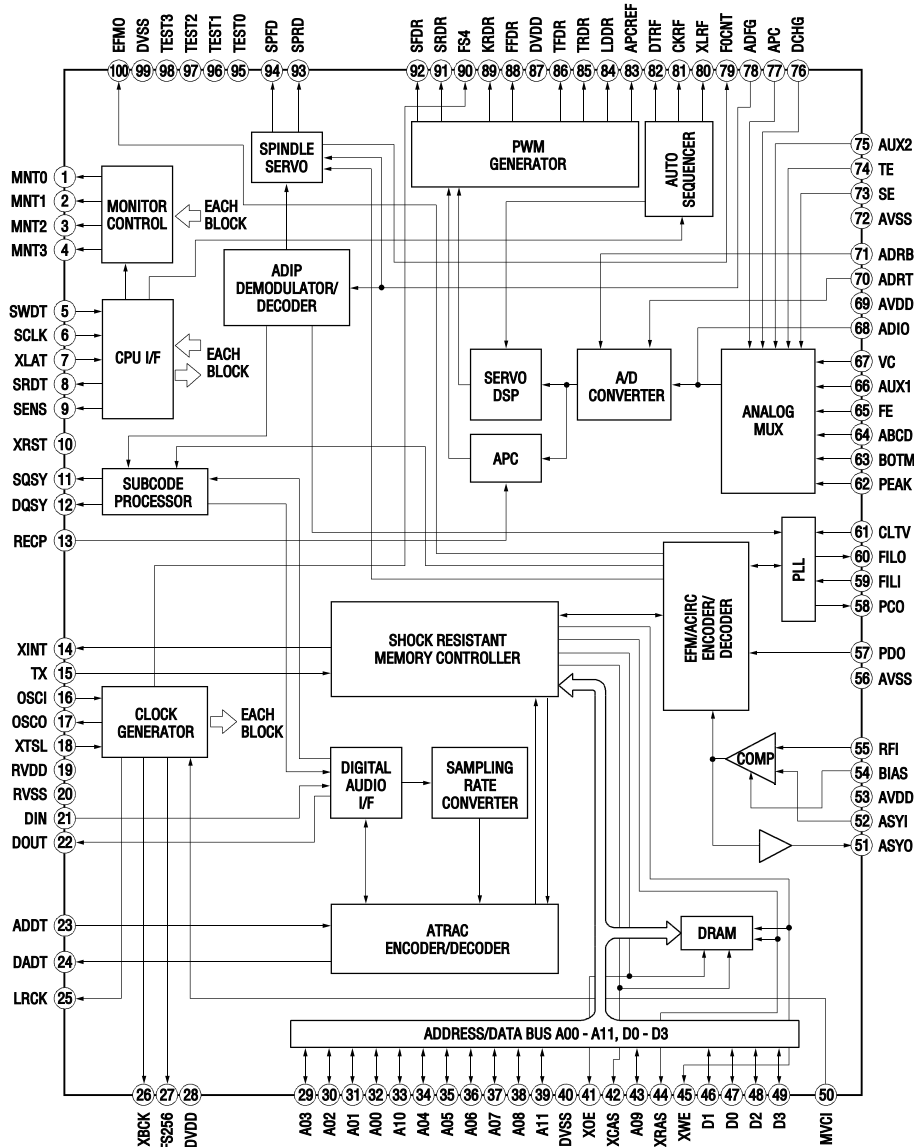 EFMO
DVSS
TEST3
TEST2
TEST1
TEST0
SPFD
SPRD
SFDR
SRDR
FS4
KRDR
FFDR
DVDD
TFDR
TRDR
LDDR
APCREF
DTRF
CKRF
XLRF
F0CNT
ADFG
APC
DCHG
100 99 98 97 96 95 94 93 92 91 90 89 88 87 86 85 84 83 82 81 80 79 78 77 76
MNT0 1
MNT1 2
MNT2 3
MNT3 4
SWDT 5
SCLK 6
XLAT 7
SRDT 8
SENS 9
XRST 10
SQSY 11
DQSY 12
RECP 13
XINT 14
TX 15
OSCI 16
OSCO 17
XTSL 18
RVDD 19
RVSS 20
DIN 21
DOUT 22
ADDT 23
DADT 24
LRCK 25
SPINDLE
SERVO
PWM
GENERATOR
AUTO
SEQUENCER
MONITOR
CONTROL
EACH
BLOCK
ADIP
DEMODULATOR/
DECODER
CPU I/F
EACH
BLOCK
SERVO
DSP
A/D
CONVERTER
ANALOG
MUX
APC
SUBCODE
PROCESSOR
PLL
EFM/ACIRC
ENCODER/
DECODER
SHOCK RESISTANT
MEMORY CONTROLLER
CLOCK
GENERATOR
EACH
BLOCK
DIGITAL
AUDIO
I/F
SAMPLING
RATE
CONVERTER
COMP
ATRAC
ENCODER/DECODER
DRAM
ADDRESS/DATA BUS A00 - A11, D0 - D3
75 AUX2
74 TE
73 SE
72 AVSS
71 ADRB
70 ADRT
69 AVDD
68 ADIO
67 VC
66 AUX1
65 FE
64 ABCD
63 BOTM
62 PEAK
61 CLTV
60 FILO
59 FILI
58 PCO
57 PDO
56 AVSS
55 RFI
54 BIAS
53 AVDD
52 ASYI
51 ASYO
26 27 28 29 30 31 32 33 34 35 36 37 38 39 40 41 42 43 44 45 46 47 48 49 50
XBCK
FS256
DVDD
A03
A02
A01
A00
A10
A04
A05
A06
A07
A08
A11
DVSS
XOE
XCAS
A09
XRAS
XWE
D1
D0
D2
D3
MVCI